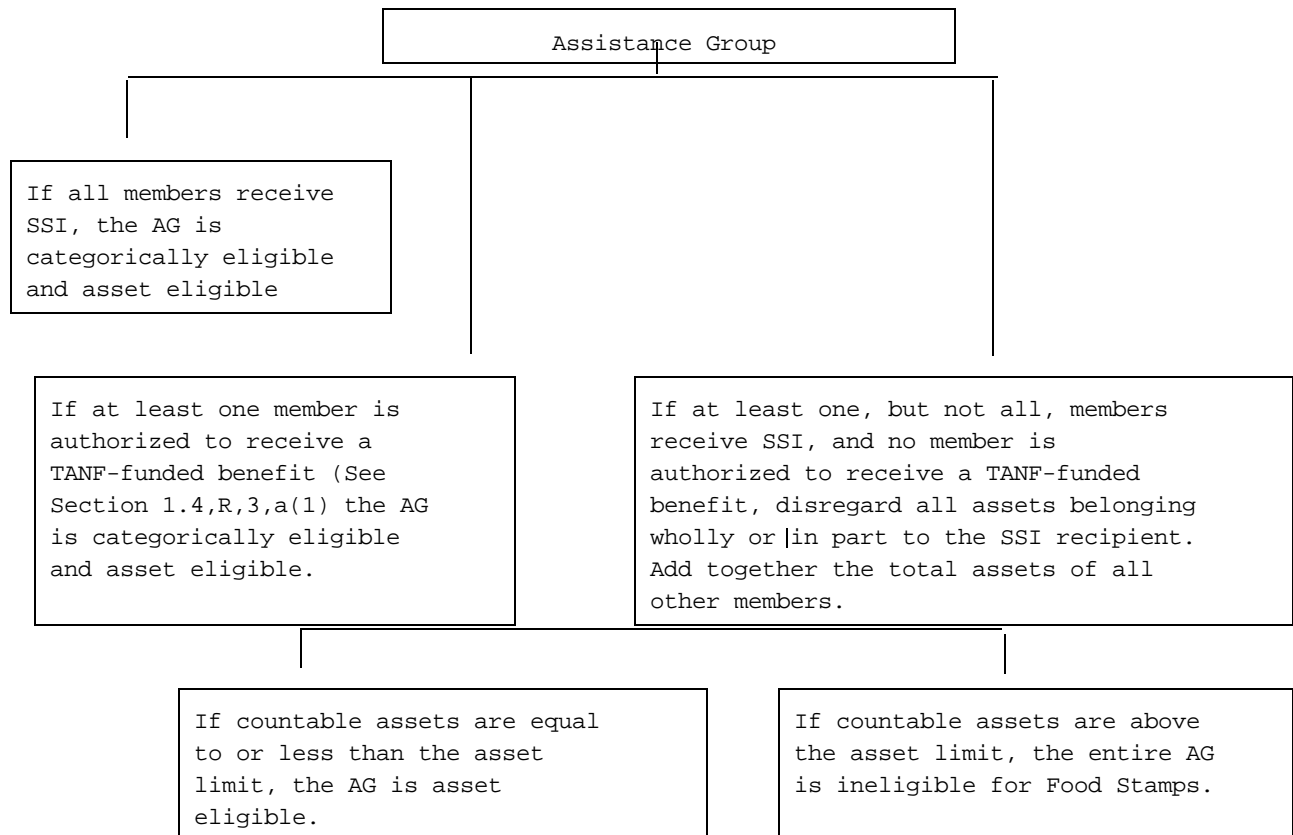 Assistance Group
If all members receive
SSI, the AG is
categorically eligible
and asset eligible
If at least one member is
authorized to receive a
TANF-funded benefit (See
Section 1.4,R,3,a(1) the AG
is categorically eligible
and asset eligible.
If at least one, but not all, members
receive SSI, and no member is
authorized to receive a TANF-funded
benefit, disregard all assets belonging
wholly or in part to the SSI recipient.
Add together the total assets of all
other members.
If countable assets are equal
to or less than the asset
limit, the AG is asset
eligible.
If countable assets are above
the asset limit, the entire AG
is ineligible for Food Stamps.